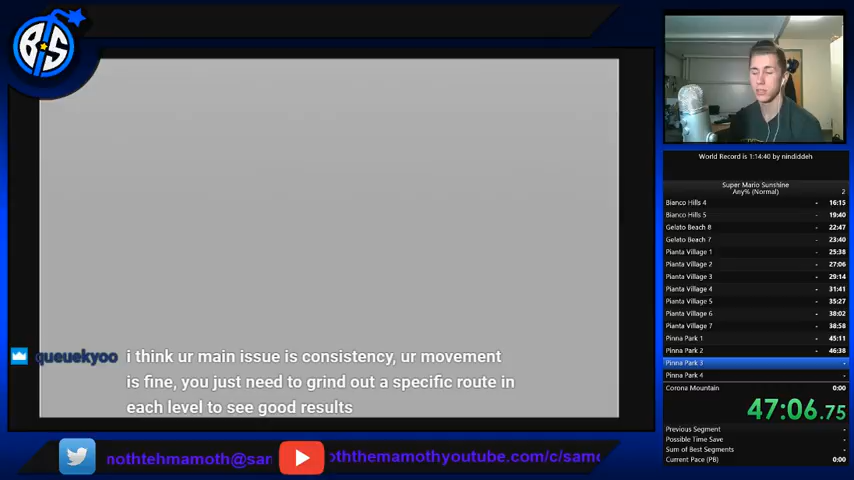 BS
World Record is 1:14:40 by nindiddeh
Super Mario Sunshine
Any% (Normal) 2
Bianco Hills 4 - 16:15
Bianco Hills 5 - 19:40
Gelato Beach 8 - 22:47
Gelato Beach 7 - 23:40
Pianta Village 1 - 25:38
Pianta Village 2 - 27:06
Pianta Village 3 - 29:14
Pianta Village 4 - 31:41
Pianta Village 5 - 35:27
Pianta Village 6 - 38:02
Pianta Village 7 - 38:58
Pinna Park 1 - 45:11
Pinna Park 2 - 46:38
Pinna Park 3 -
Pinna Park 4 -
Corona Mountain 0:00
47:06.75
Previous Segment -
Possible Time Save -
Sum of Best Segments -
Current Pace (PB) 0:00
queuekyoo i think ur main issue is consistency, ur movement
is fine, you just need to grind out a specific route in
each level to see good results
nothtehmamoth@san
oththemamothyoutube.com/c/samo